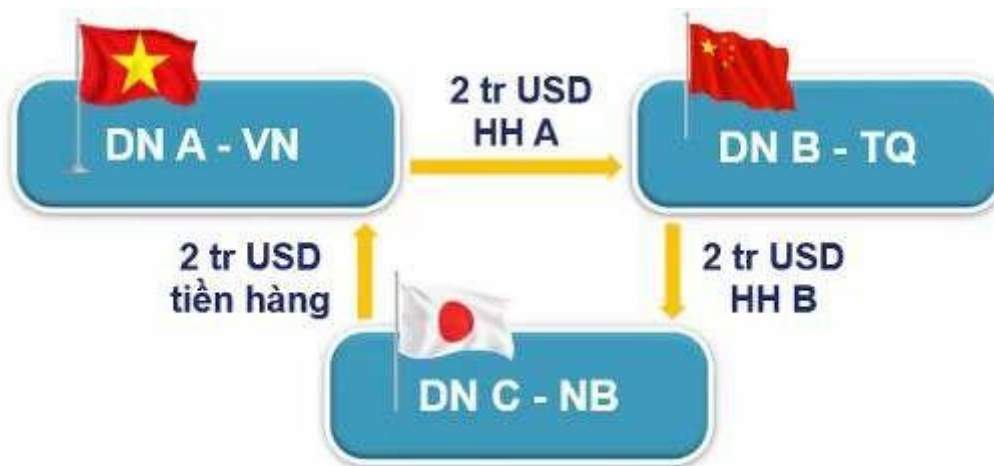 DN A - VN
2 tr USD
HH A
DN B - TQ
2 tr USD
tiền hàng
2 tr USD
HH B
DN C - NB